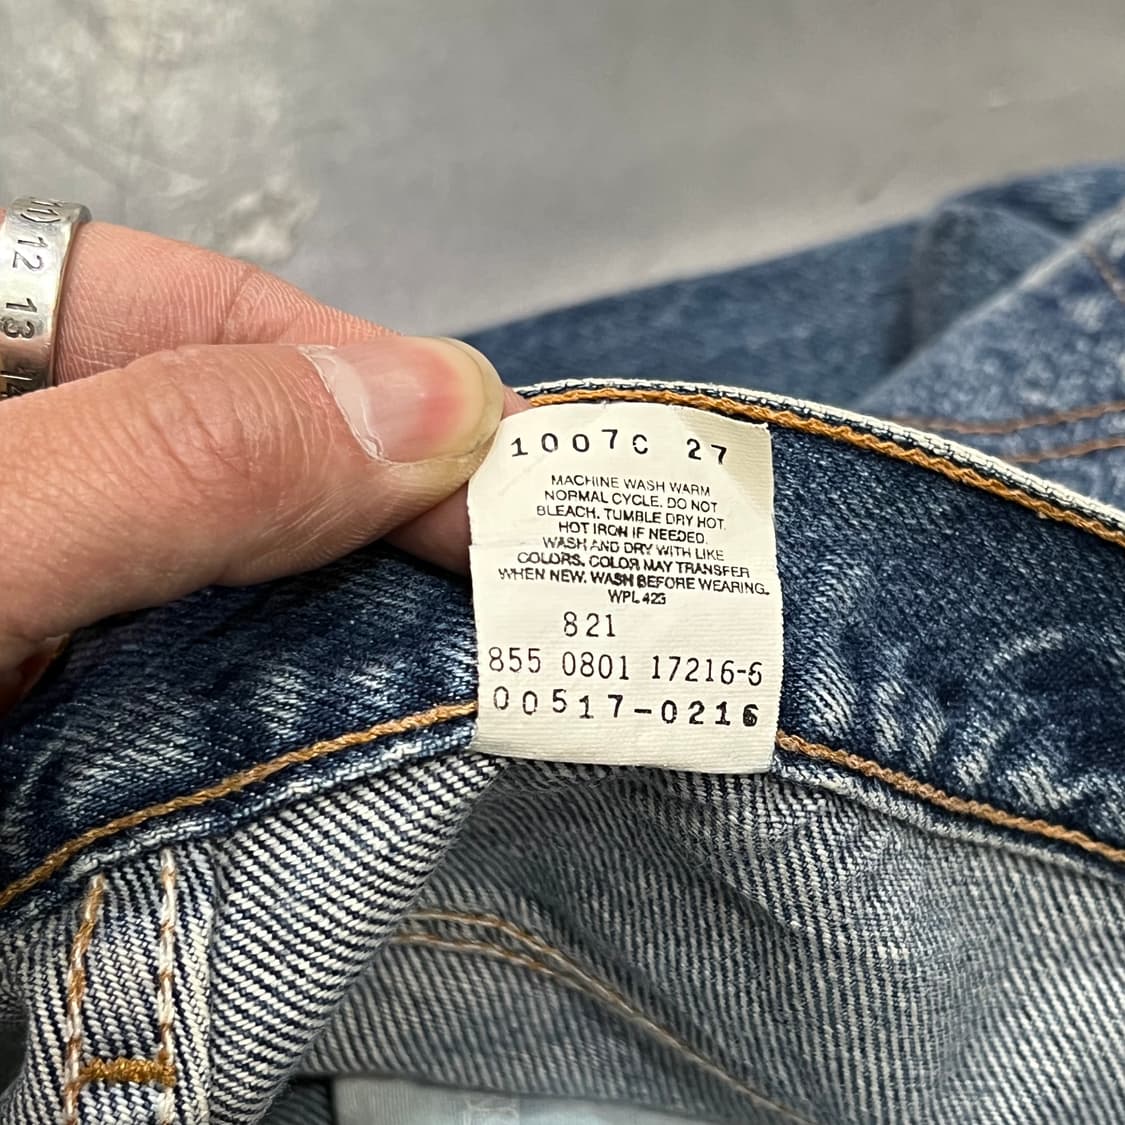 12
13
1007C 27
MACHINE WASH WARM
NORMAL CYCLE. DO NOT
BLEACH. TUMBLE DRY HOT.
HOT IRON IF NEEDED.
WASH AND DRY WITH LIKE
COLORS. COLOR MAY TRANSFER
WHEN NEW. WASH BEFORE WEARING.
WPL 423
821
855 0801 17216-6
00517-0216